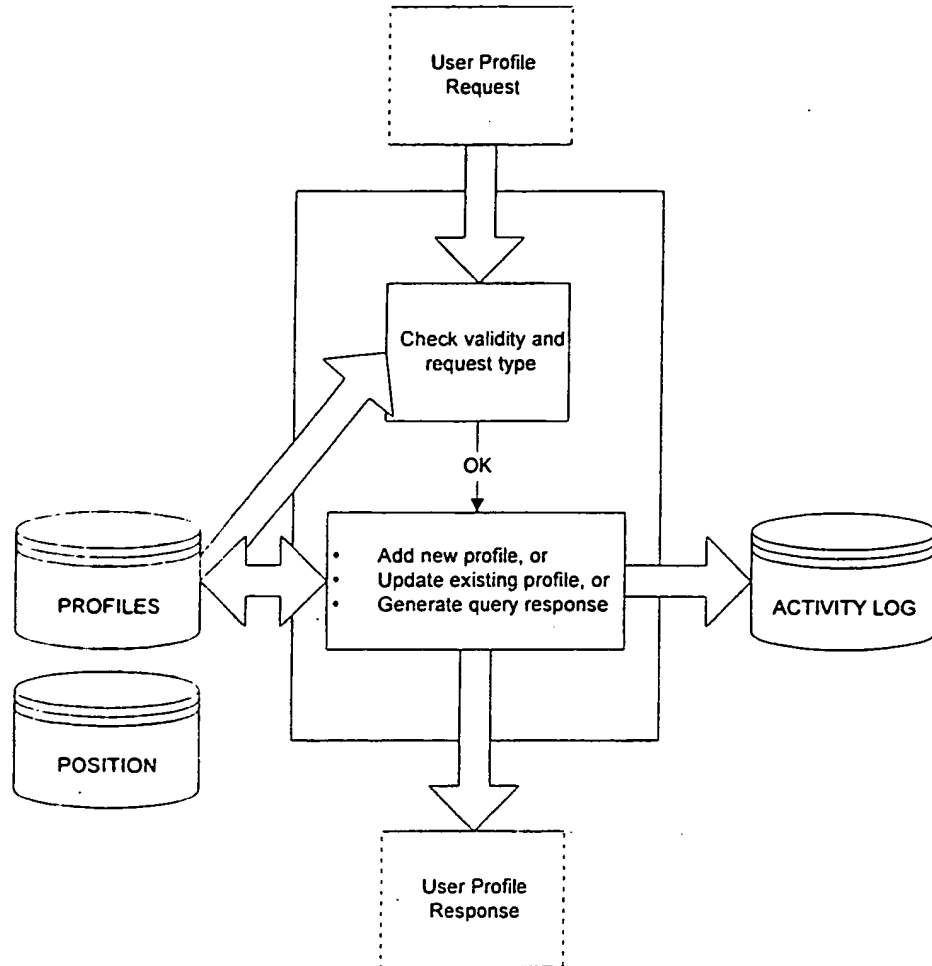 User Profile
Request
Check validity and
request type
OK
• Add new profile, or
• Update existing profile, or
• Generate query response
PROFILES
ACTIVITY LOG
POSITION
User Profile
Response